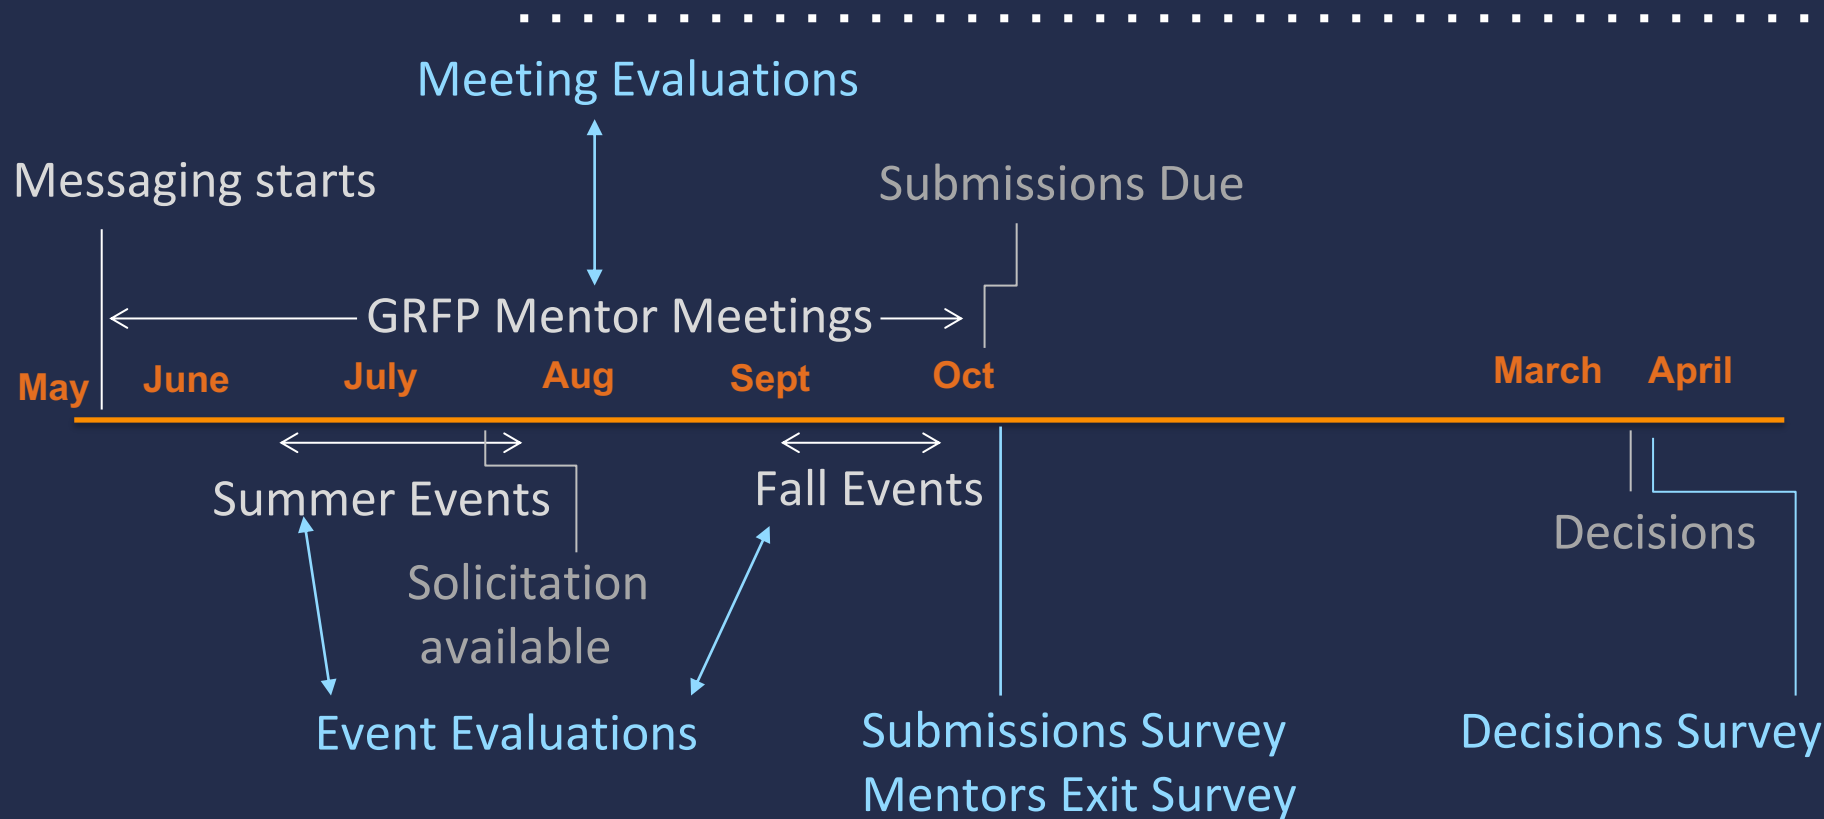 Meeting Evaluations
Messaging starts
Submissions Due
GRFP Mentor Meetings
May June July Aug Sept Oct March April
Summer Events
Fall Events
Solicitation
available
Decisions
Event Evaluations
Submissions Survey
Mentors Exit Survey
Decisions Survey